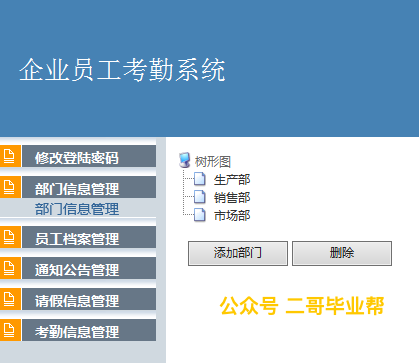 企业员工考勤系统
修改登陆密码
部门信息管理
部门信息管理
员工档案管理
通知公告管理
请假信息管理
考勤信息管理
树形图
生产部
销售部
市场部
添加部门 删除
公众号 二哥毕业帮